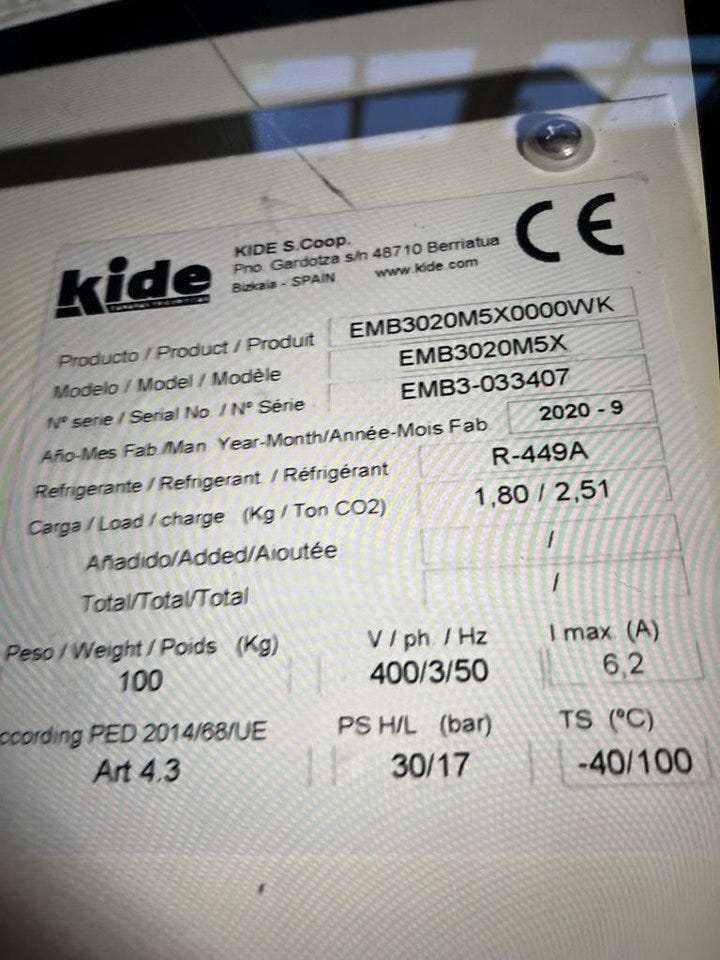 kide
KIDE S.Coop.
Pno. Gardotza s/n 48710 Berriatua
Bizkaia - SPAIN www.kide.com
CE
Producto / Product / Produit EMB3020M5X0000WK
Modelo / Model / Modèle EMB3020M5X
Nº serie / Serial No. / Nº Série EMB3-033407
Año-Mes Fab./Man. Year-Month/Année-Mois Fab. 2020 - 9
Refrigerante / Refrigerant / Réfrigérant R-449A
Carga / Load / charge (Kg / Ton CO2) 1,80 / 2,51
Añadido/Added/Aioutée /
Total/Total/Total /
Peso / Weight / Poids (Kg) V / ph. / Hz I max. (A)
100 400/3/50 6,2
ccording PED 2014/68/UE PS H/L (bar) TS (ºC)
Art 4.3 30/17 -40/100